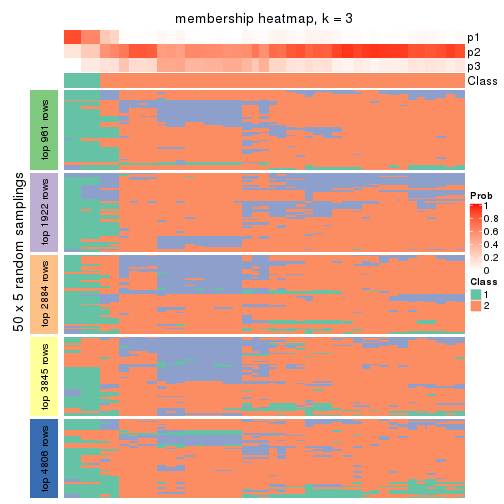 membership heatmap, k = 3
p1
p2
p3
Class
50 x 5 random samplings
top 961 rows
top 1922 rows
top 2884 rows
top 3845 rows
top 4806 rows
Prob
1
0.8
0.6
0.4
0.2
0
Class
1
2